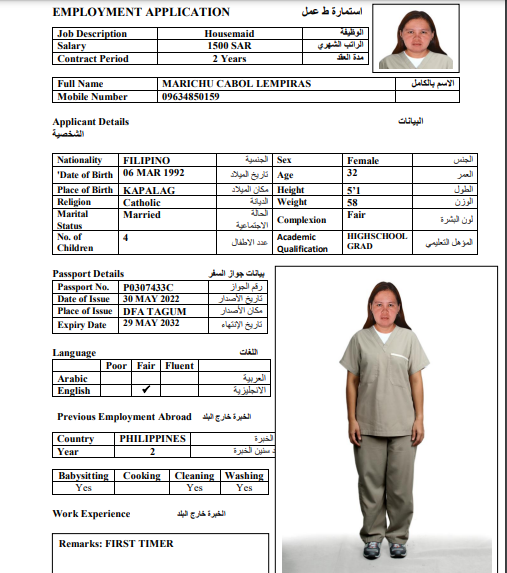 EMPLOYMENT APPLICATION استمارة ط عمل
Job Description Housemaid الوظيفة
Salary 1500 SAR الراتب الشهري
Contract Period 2 Years مدة العقد
Full Name MARICHU CABOL LEMPIRAS الاسم بالكامل
Mobile Number 09634850159
Applicant Details البيانات
الشخصية
Nationality FILIPINO الجنسية Sex Female الجنس
'Date of Birth 06 MAR 1992 تاريخ الميلاد Age 32 العمر
Place of Birth KAPALAG مكان الميلاد Height 5'1 الطول
Religion Catholic الديانة Weight 58 الوزن
Marital Status Married الحالة الاجتماعية Complexion Fair لون البشرة
No. of Children 4 عدد الاطفال Academic Qualification HIGHSCHOOL GRAD المؤهل التعليمي
Passport Details بيانات جواز السفر
Passport No. P0307433C رقم الجواز
Date of Issue 30 MAY 2022 تاريخ الأصدار
Place of Issue DFA TAGUM مكان الأصدار
Expiry Date 29 MAY 2032 تاريخ الإنتهاء
Language اللغات
Poor Fair Fluent
Arabic العربية
English ✓ الانجليزية
Previous Employment Abroad الخبرة خارج البلد
Country PHILIPPINES الخبرة
Year 2 سنين الخبرة
Babysitting Cooking Cleaning Washing
Yes Yes Yes
Work Experience الخبرة خارج البلد
Remarks: FIRST TIMER